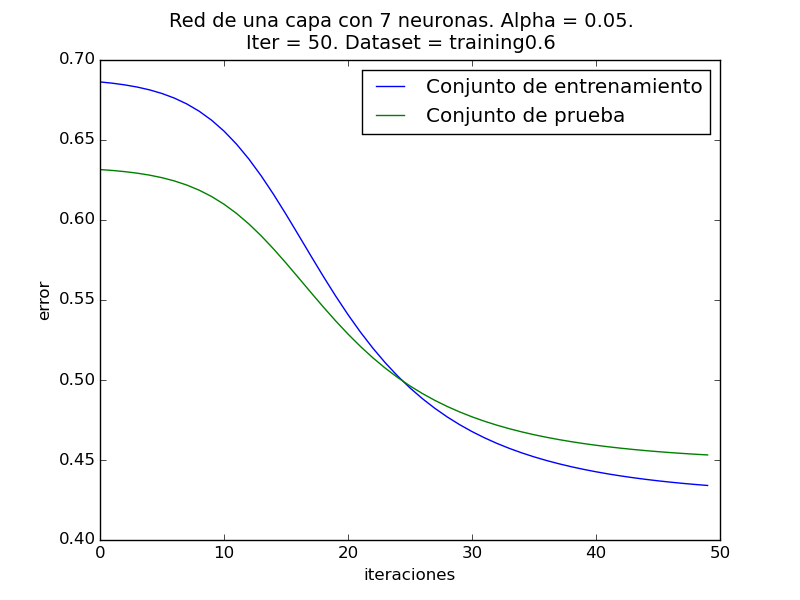 Red de una capa con 7 neuronas. Alpha = 0.05.
Iter = 50. Dataset = training0.6
Conjunto de entrenamiento
Conjunto de prueba
0.70
0.65
0.60
0.55
0.50
0.45
0.40
error
0 10 20 30 40 50
iteraciones